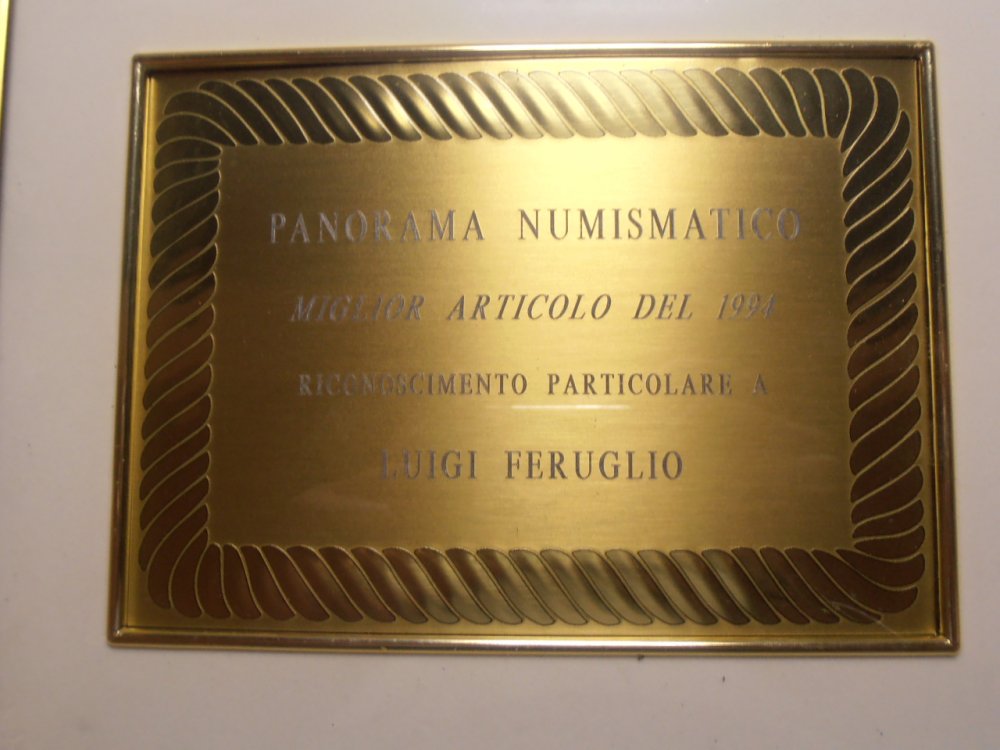 PANORAMA NUMISMATICO
MIGLIOR ARTICOLO DEL 1994
RICONOSCIMENTO PARTICOLARE A
LUIGI FERUGLIO